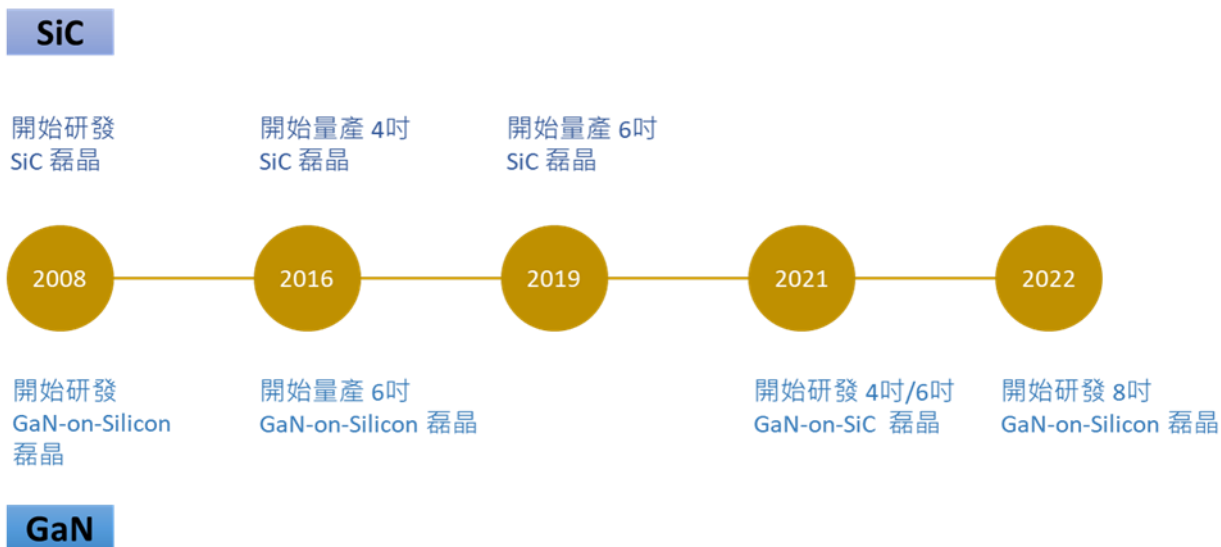 SiC
開始研發
SiC 磊晶
開始量產 4吋
SiC 磊晶
開始量產 6吋
SiC 磊晶
2008
2016
2019
2021
2022
開始研發
GaN-on-Silicon
磊晶
開始量產 6吋
GaN-on-Silicon 磊晶
開始研發 4吋/6吋
GaN-on-SiC 磊晶
開始研發 8吋
GaN-on-Silicon 磊晶
GaN